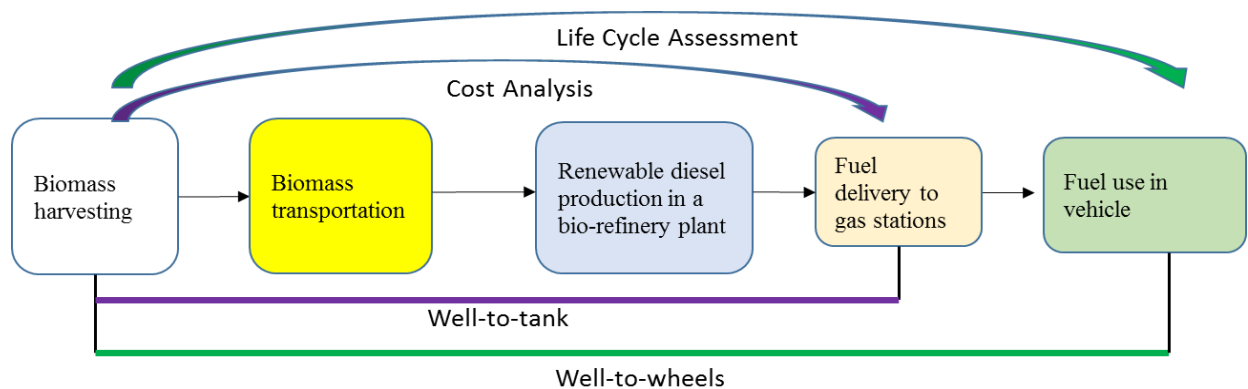 Life Cycle Assessment
Cost Analysis
Biomass
harvesting
Biomass
transportation
Renewable diesel
production in a
bio-refinery plant
Fuel
delivery to
gas stations
Fuel use in
vehicle
Well-to-tank
Well-to-wheels